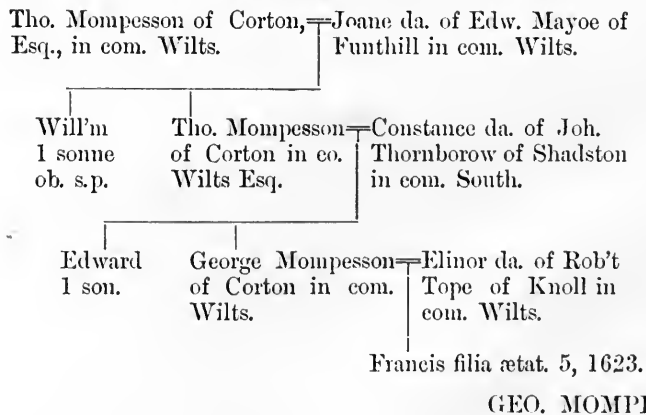 Tho. Mompesson of Corton, Esq., in com. Wilts.
Joane da. of Edw. Mayoe of Funthill in com. Wilts.
Will'm
1 sonne
ob. s.p.
Tho. Mompesson
of Corton in co.
Wilts Esq.
Constance da. of Joh.
Thornborow of Shadston
in com. South.
Edward
1 son.
George Mompesson
of Corton in com.
Wilts.
Elinor da. of Rob't
Tope of Knoll in
com. Wilts.
Francis filia ætat. 5, 1623.
GEO. MOMPE